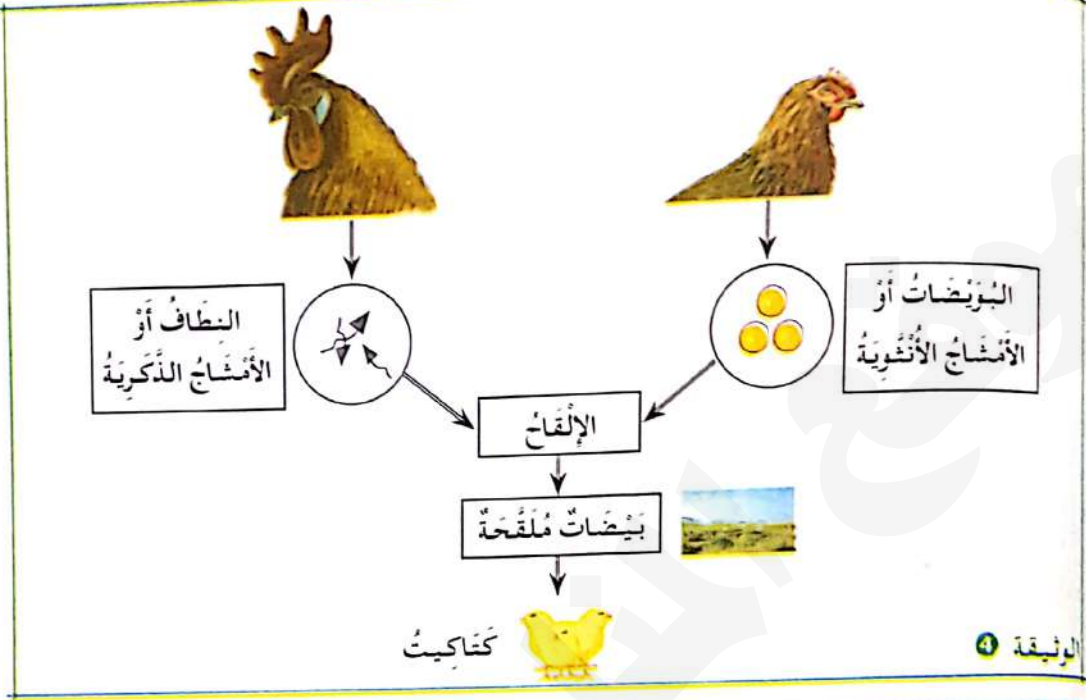 البُوَيْضَاتُ أَوْ
الأَمْشَاجُ الأُنْثَوِيَةُ
النِطَافُ أَوْ
الأَمْشَاجُ الذَّكَرِيَةُ
الإِلْقَاحُ
بَيْضَاتٌ مُلَقَّحَةٌ
كَتَاكِيتُ
الوثيقة 4